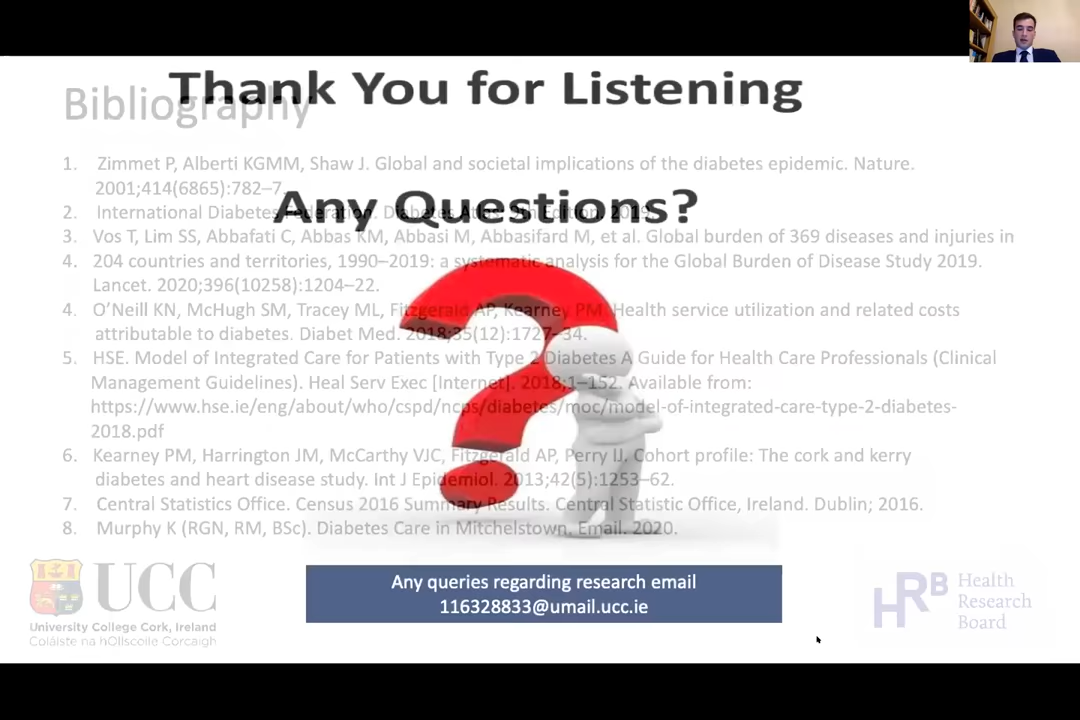 Thank You for Listening
Bibliography
1. Zimmet P, Alberti KGMM, Shaw J. Global and societal implications of the diabetes epidemic. Nature.
2001;414(6865):782–7.
Any Questions?
2. International Diabetes Federation. Diabetes Atlas. 9th Edition. 2019.
3. Vos T, Lim SS, Abbafati C, Abbas KM, Abbasi M, Abbasifard M, et al. Global burden of 369 diseases and injuries in
4. 204 countries and territories, 1990–2019: a systematic analysis for the Global Burden of Disease Study 2019.
Lancet. 2020;396(10258):1204–22.
4. O'Neill KN, McHugh SM, Tracey ML, Fitzgerald AP, Kearney PM. Health service utilization and related costs
attributable to diabetes. Diabet Med. 2018;35(12):1727–34.
5. HSE. Model of Integrated Care for Patients with Type 2 Diabetes A Guide for Health Care Professionals (Clinical
Management Guidelines). Heal Serv Exec [Internet]. 2018;1–152. Available from:
https://www.hse.ie/eng/about/who/cspd/ncps/diabetes/moc/model-of-integrated-care-type-2-diabetes-
2018.pdf
6. Kearney PM, Harrington JM, McCarthy VJC, Fitzgerald AP, Perry IJ. Cohort profile: The cork and kerry
diabetes and heart disease study. Int J Epidemiol. 2013;42(5):1253–62.
7. Central Statistics Office. Census 2016 Summary Results. Central Statistic Office, Ireland. Dublin; 2016.
8. Murphy K (RGN, RM, BSc). Diabetes Care in Mitchelstown, Email. 2020.
UCC
University College Cork, Ireland
Coláiste na hOllscoile Corcaigh
Any queries regarding research email
116328833@umail.ucc.ie
HRB
Health
Research
Board